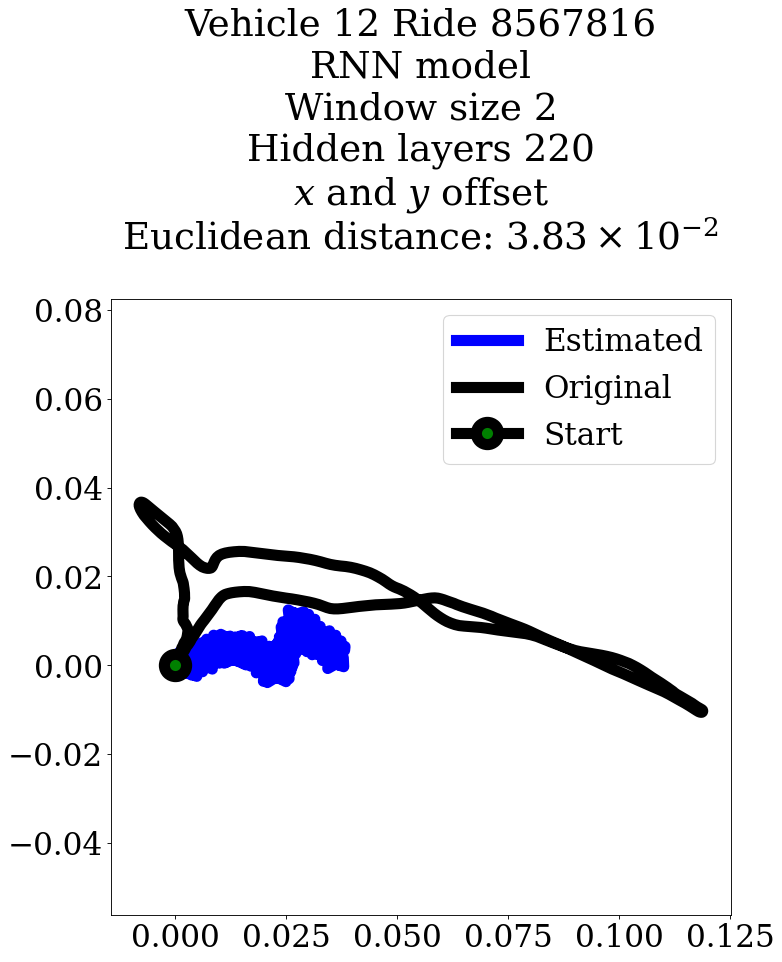 Vehicle 12 Ride 8567816
RNN model
Window size 2
Hidden layers 220
x and y offset
Euclidean distance: 3.83 × 10⁻²
0.08
0.06
0.04
0.02
0.00
−0.02
−0.04
Estimated
Original
Start
0.000 0.025 0.050 0.075 0.100 0.125